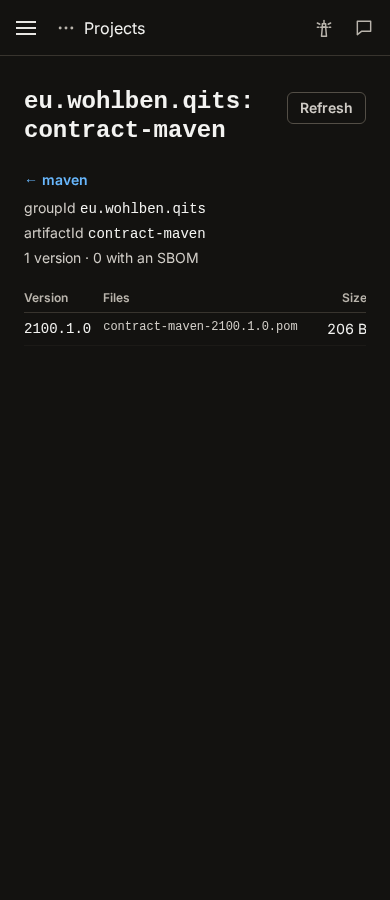 Projects
eu.wohlben.qits:
contract-maven
Refresh
← maven
groupId eu.wohlben.qits
artifactId contract-maven
1 version · 0 with an SBOM
Version Files Size
2100.1.0 contract-maven-2100.1.0.pom 206 B